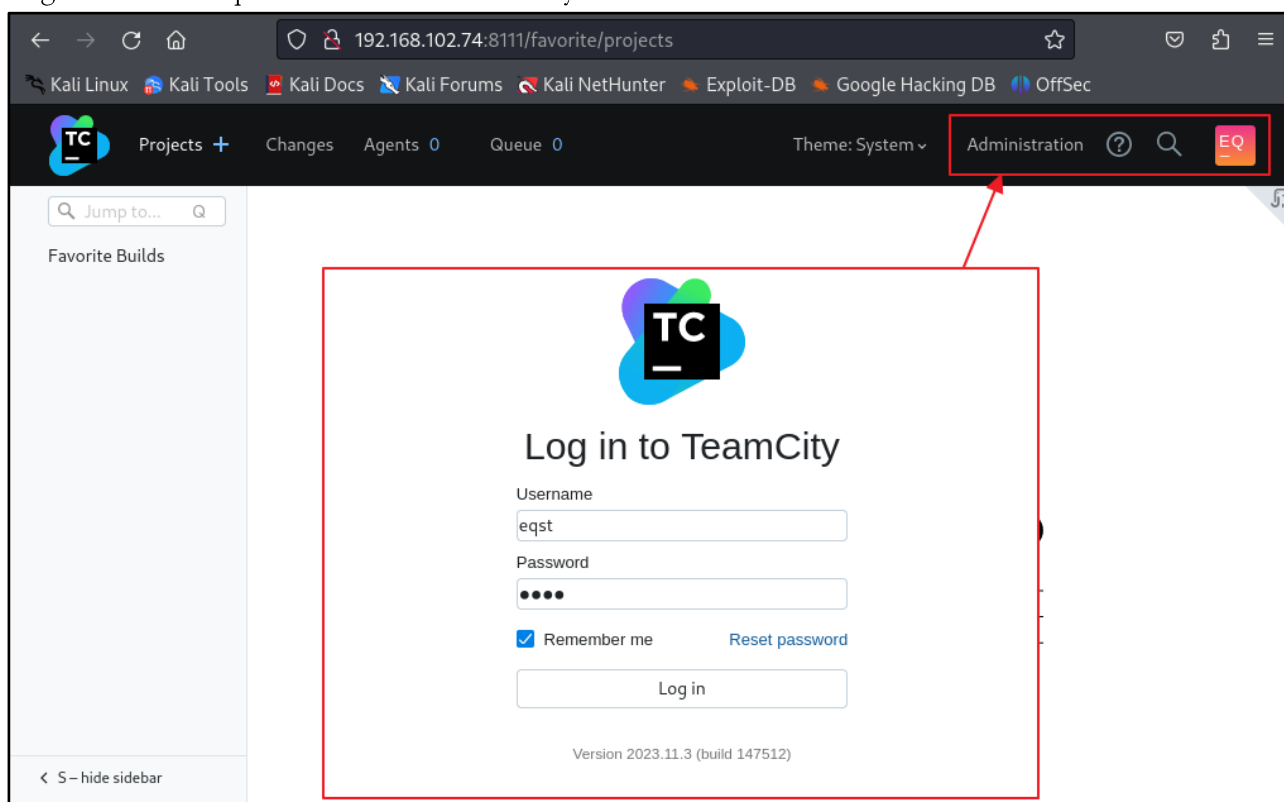 192.168.102.74:8111/favorite/projects
Kali Linux Kali Tools Kali Docs Kali Forums Kali NetHunter Exploit-DB Google Hacking DB OffSec
TC Projects + Changes Agents 0 Queue 0 Theme: System Administration ? EQ
Jump to... Q
Favorite Builds
TC
Log in to TeamCity
Username
eqst
Password
••••
Remember me Reset password
Log in
Version 2023.11.3 (build 147512)
S – hide sidebar